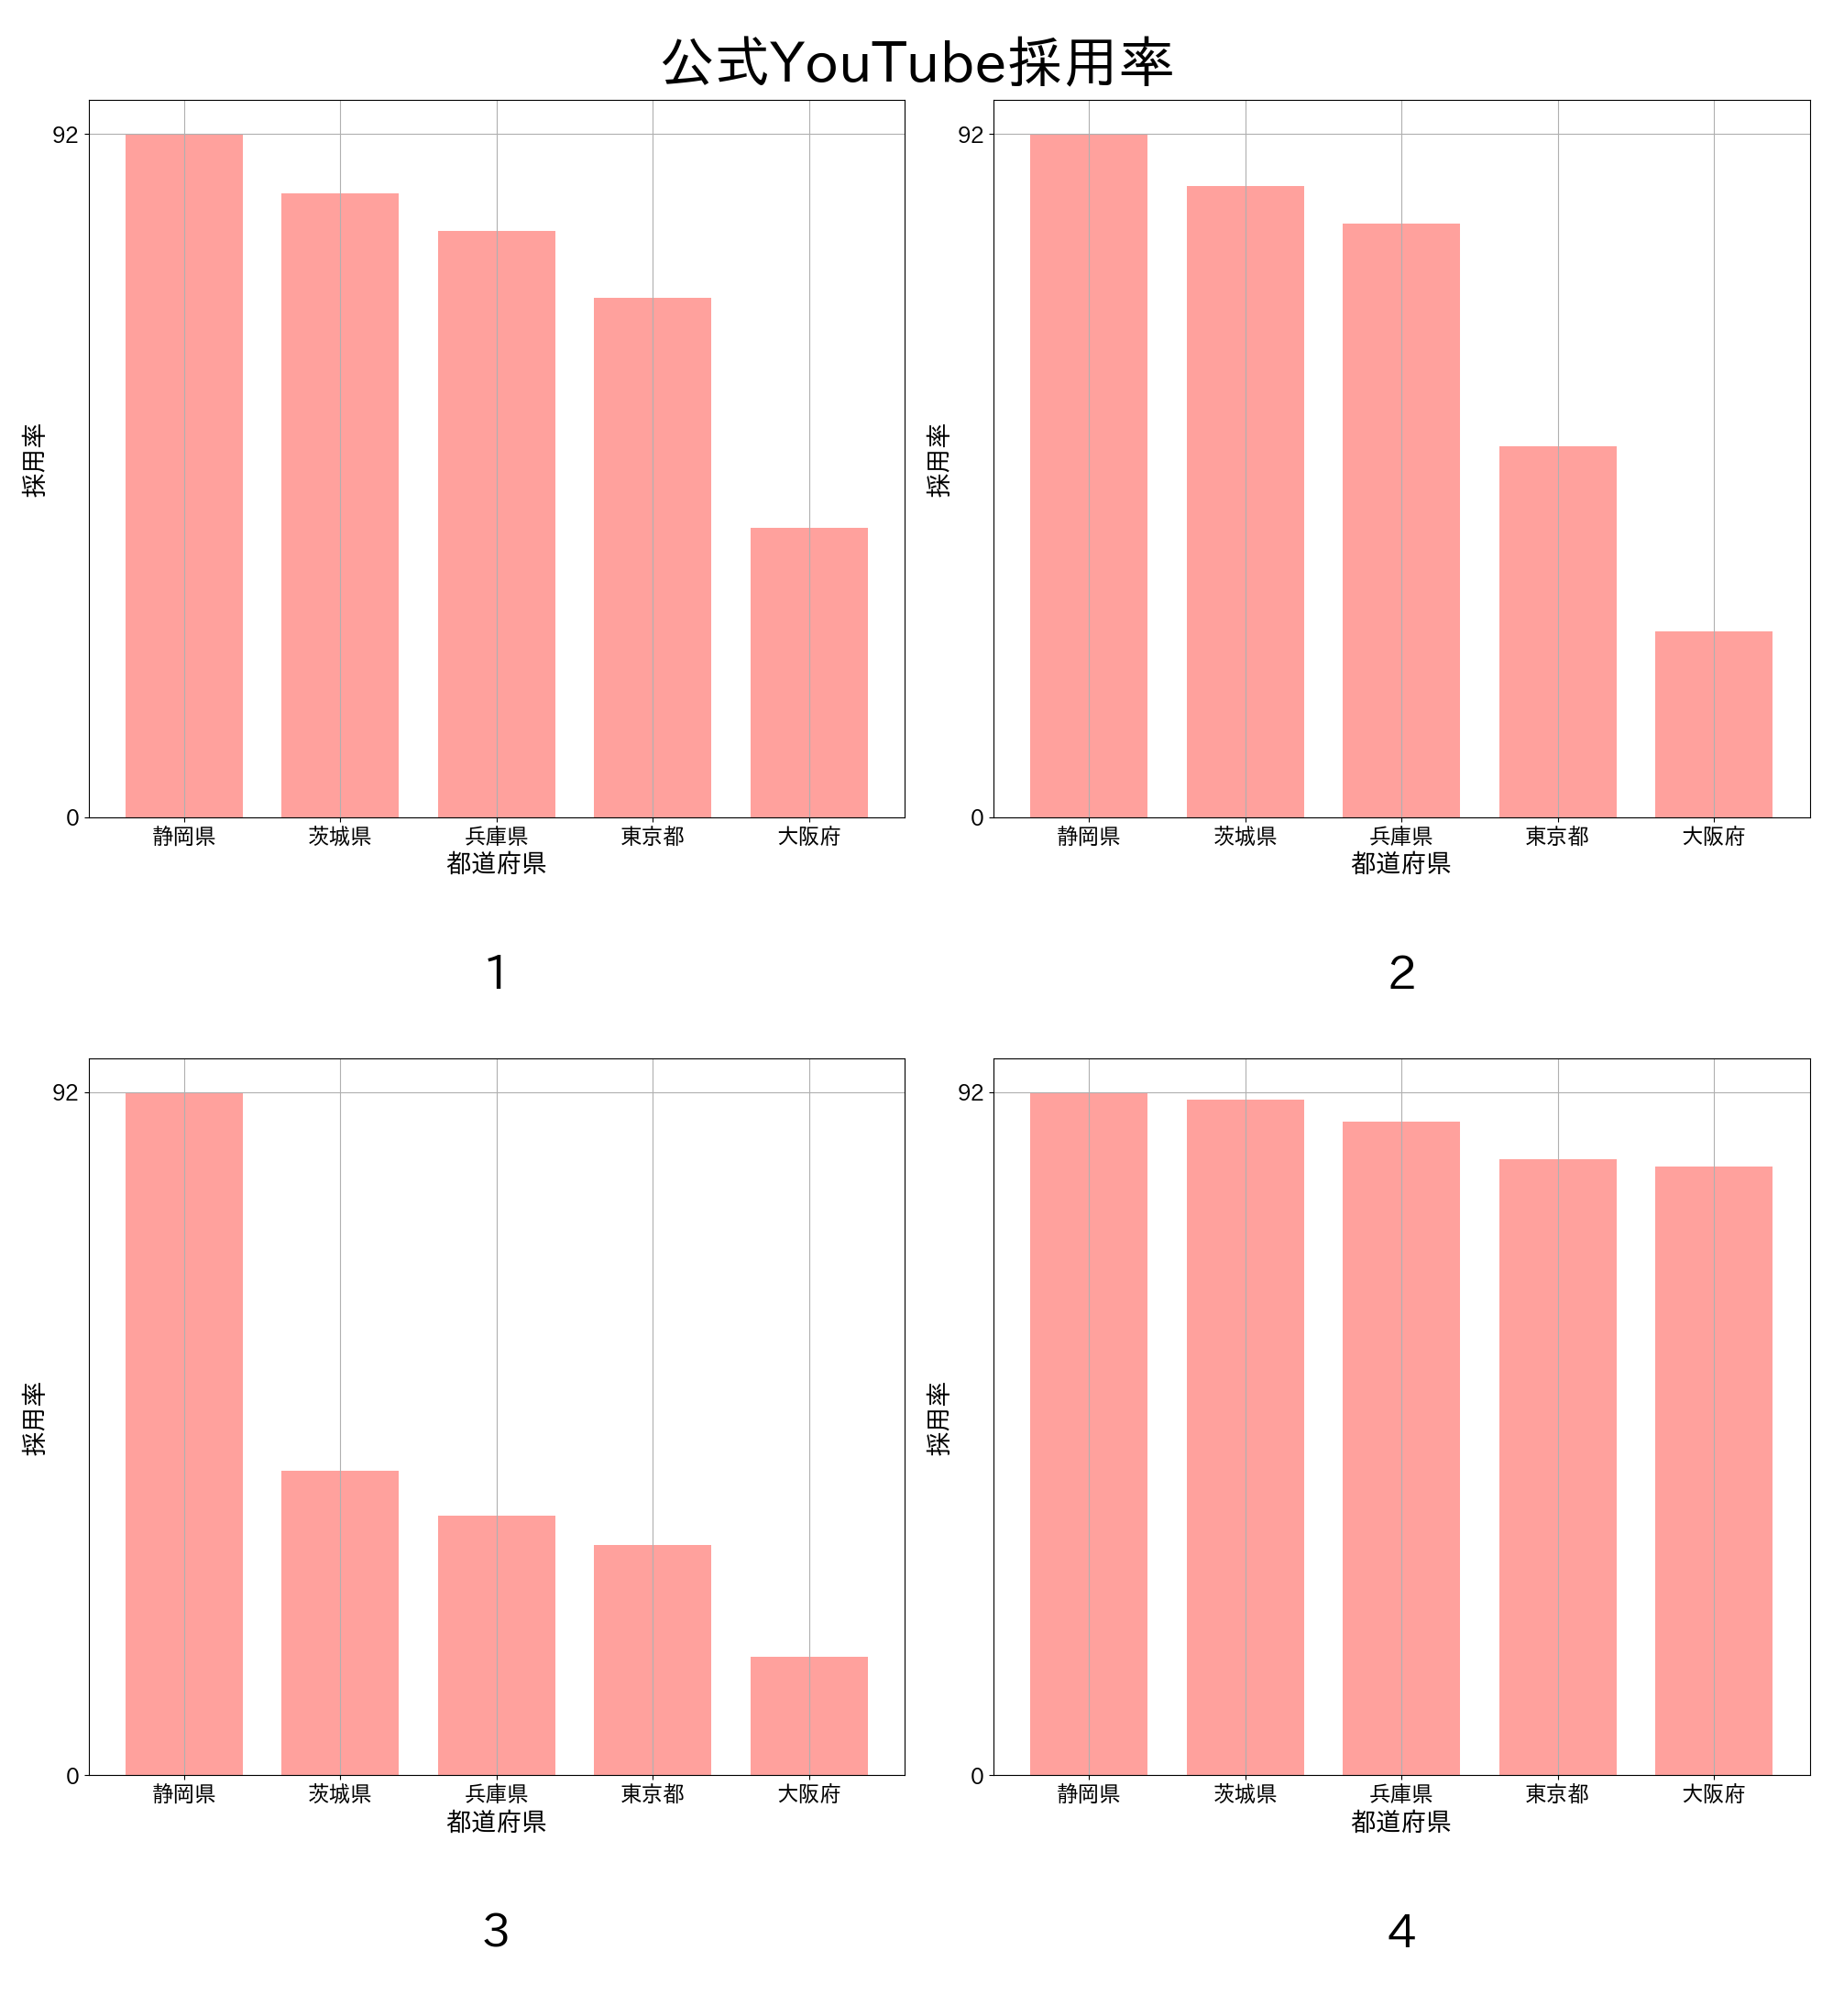 公式YouTube採用率
92
0
採用率
静岡県 茨城県 兵庫県 東京都 大阪府
都道府県
1
92
0
採用率
静岡県 茨城県 兵庫県 東京都 大阪府
都道府県
2
92
0
採用率
静岡県 茨城県 兵庫県 東京都 大阪府
都道府県
3
92
0
採用率
静岡県 茨城県 兵庫県 東京都 大阪府
都道府県
4